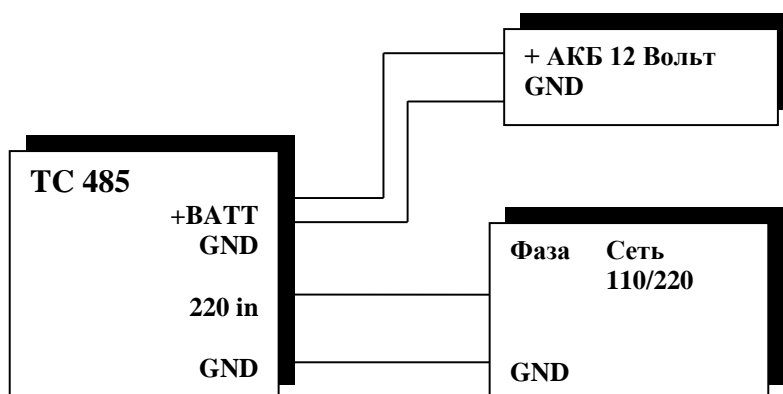 + АКБ 12 Вольт
GND
ТС 485
+BATT
GND
220 in
GND
Фаза Сеть
110/220
GND